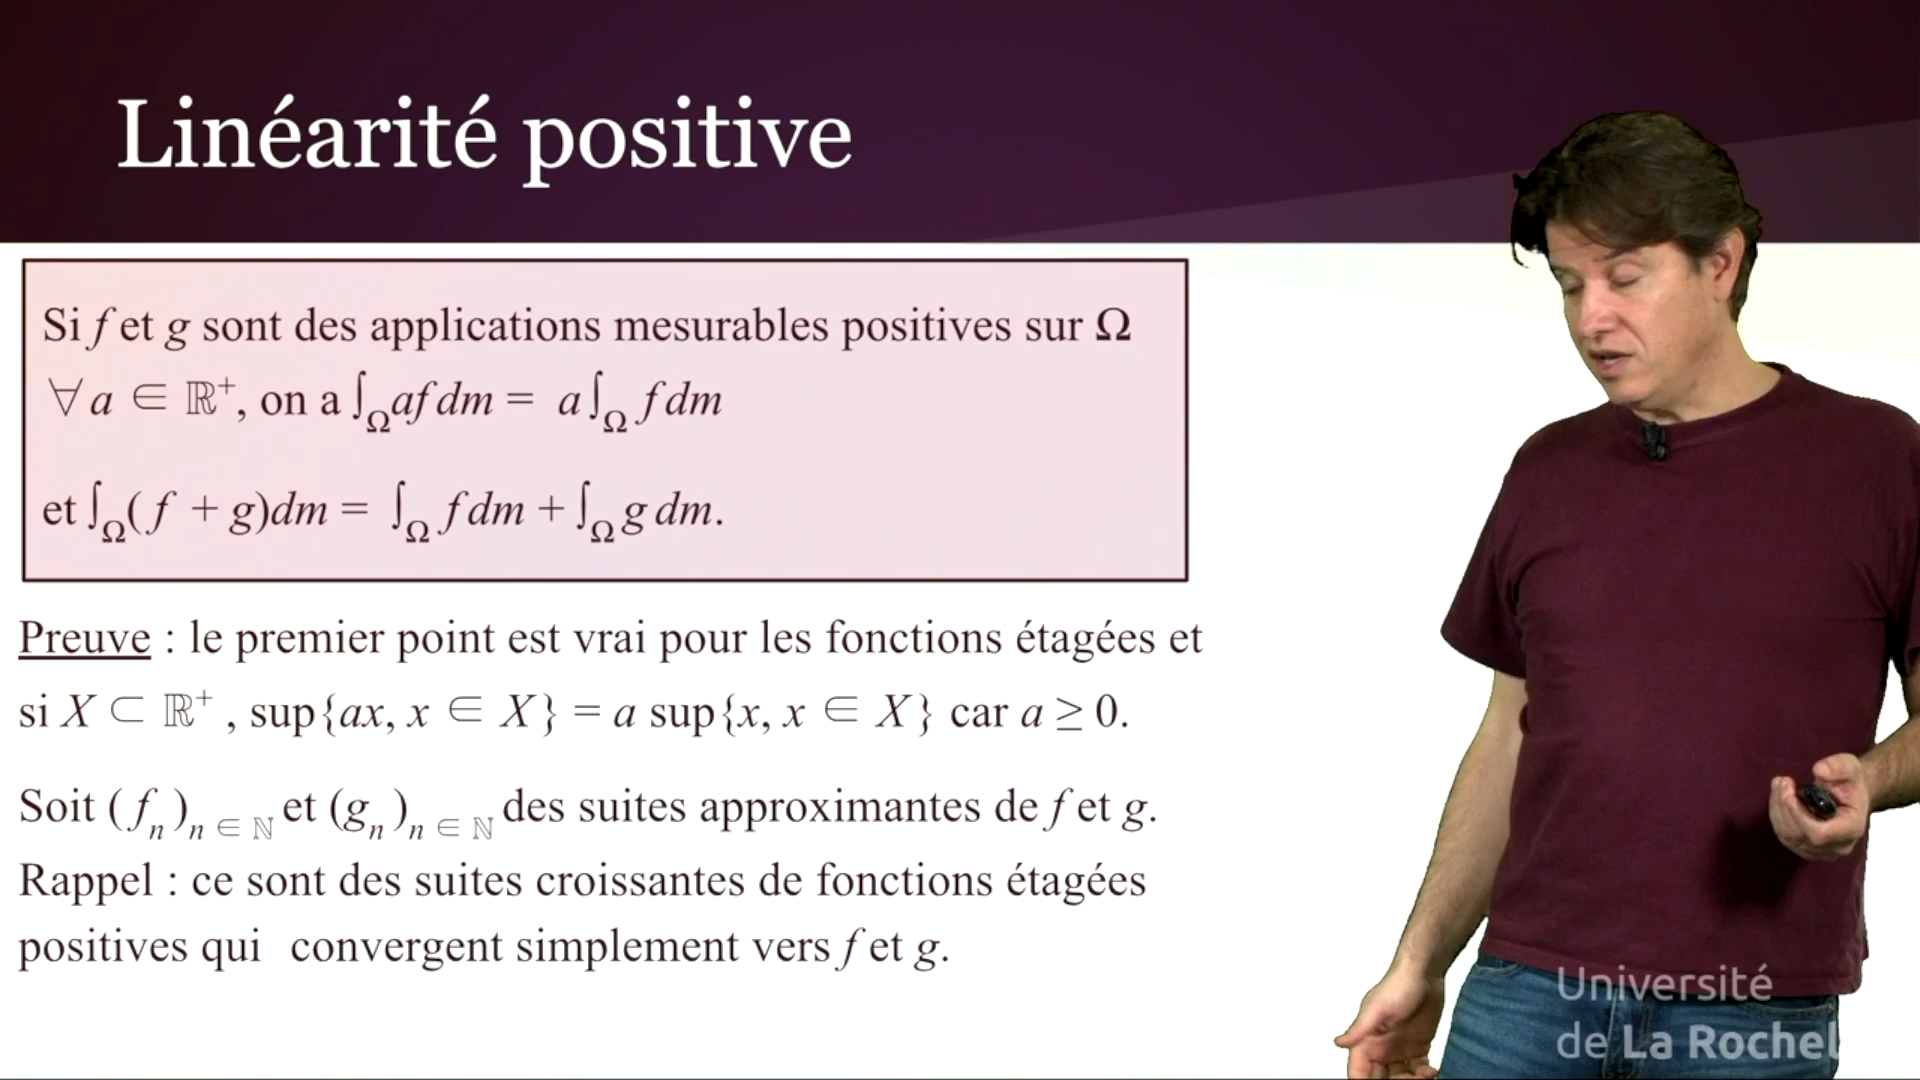 Linéarité positive
Si f et g sont des applications mesurables positives sur Ω
∀ a ∈ ℝ⁺, on a ∫_Ω af dm = a∫_Ω f dm
et ∫_Ω(f + g)dm = ∫_Ω f dm + ∫_Ω g dm.
Preuve : le premier point est vrai pour les fonctions étagées et
si X ⊂ ℝ⁺ , sup{ax, x ∈ X} = a sup{x, x ∈ X} car a ≥ 0.
Soit (f_n)_{n ∈ ℕ} et (g_n)_{n ∈ ℕ} des suites approximantes de f et g.
Rappel : ce sont des suites croissantes de fonctions étagées
positives qui convergent simplement vers f et g.
Université
de La Rochel